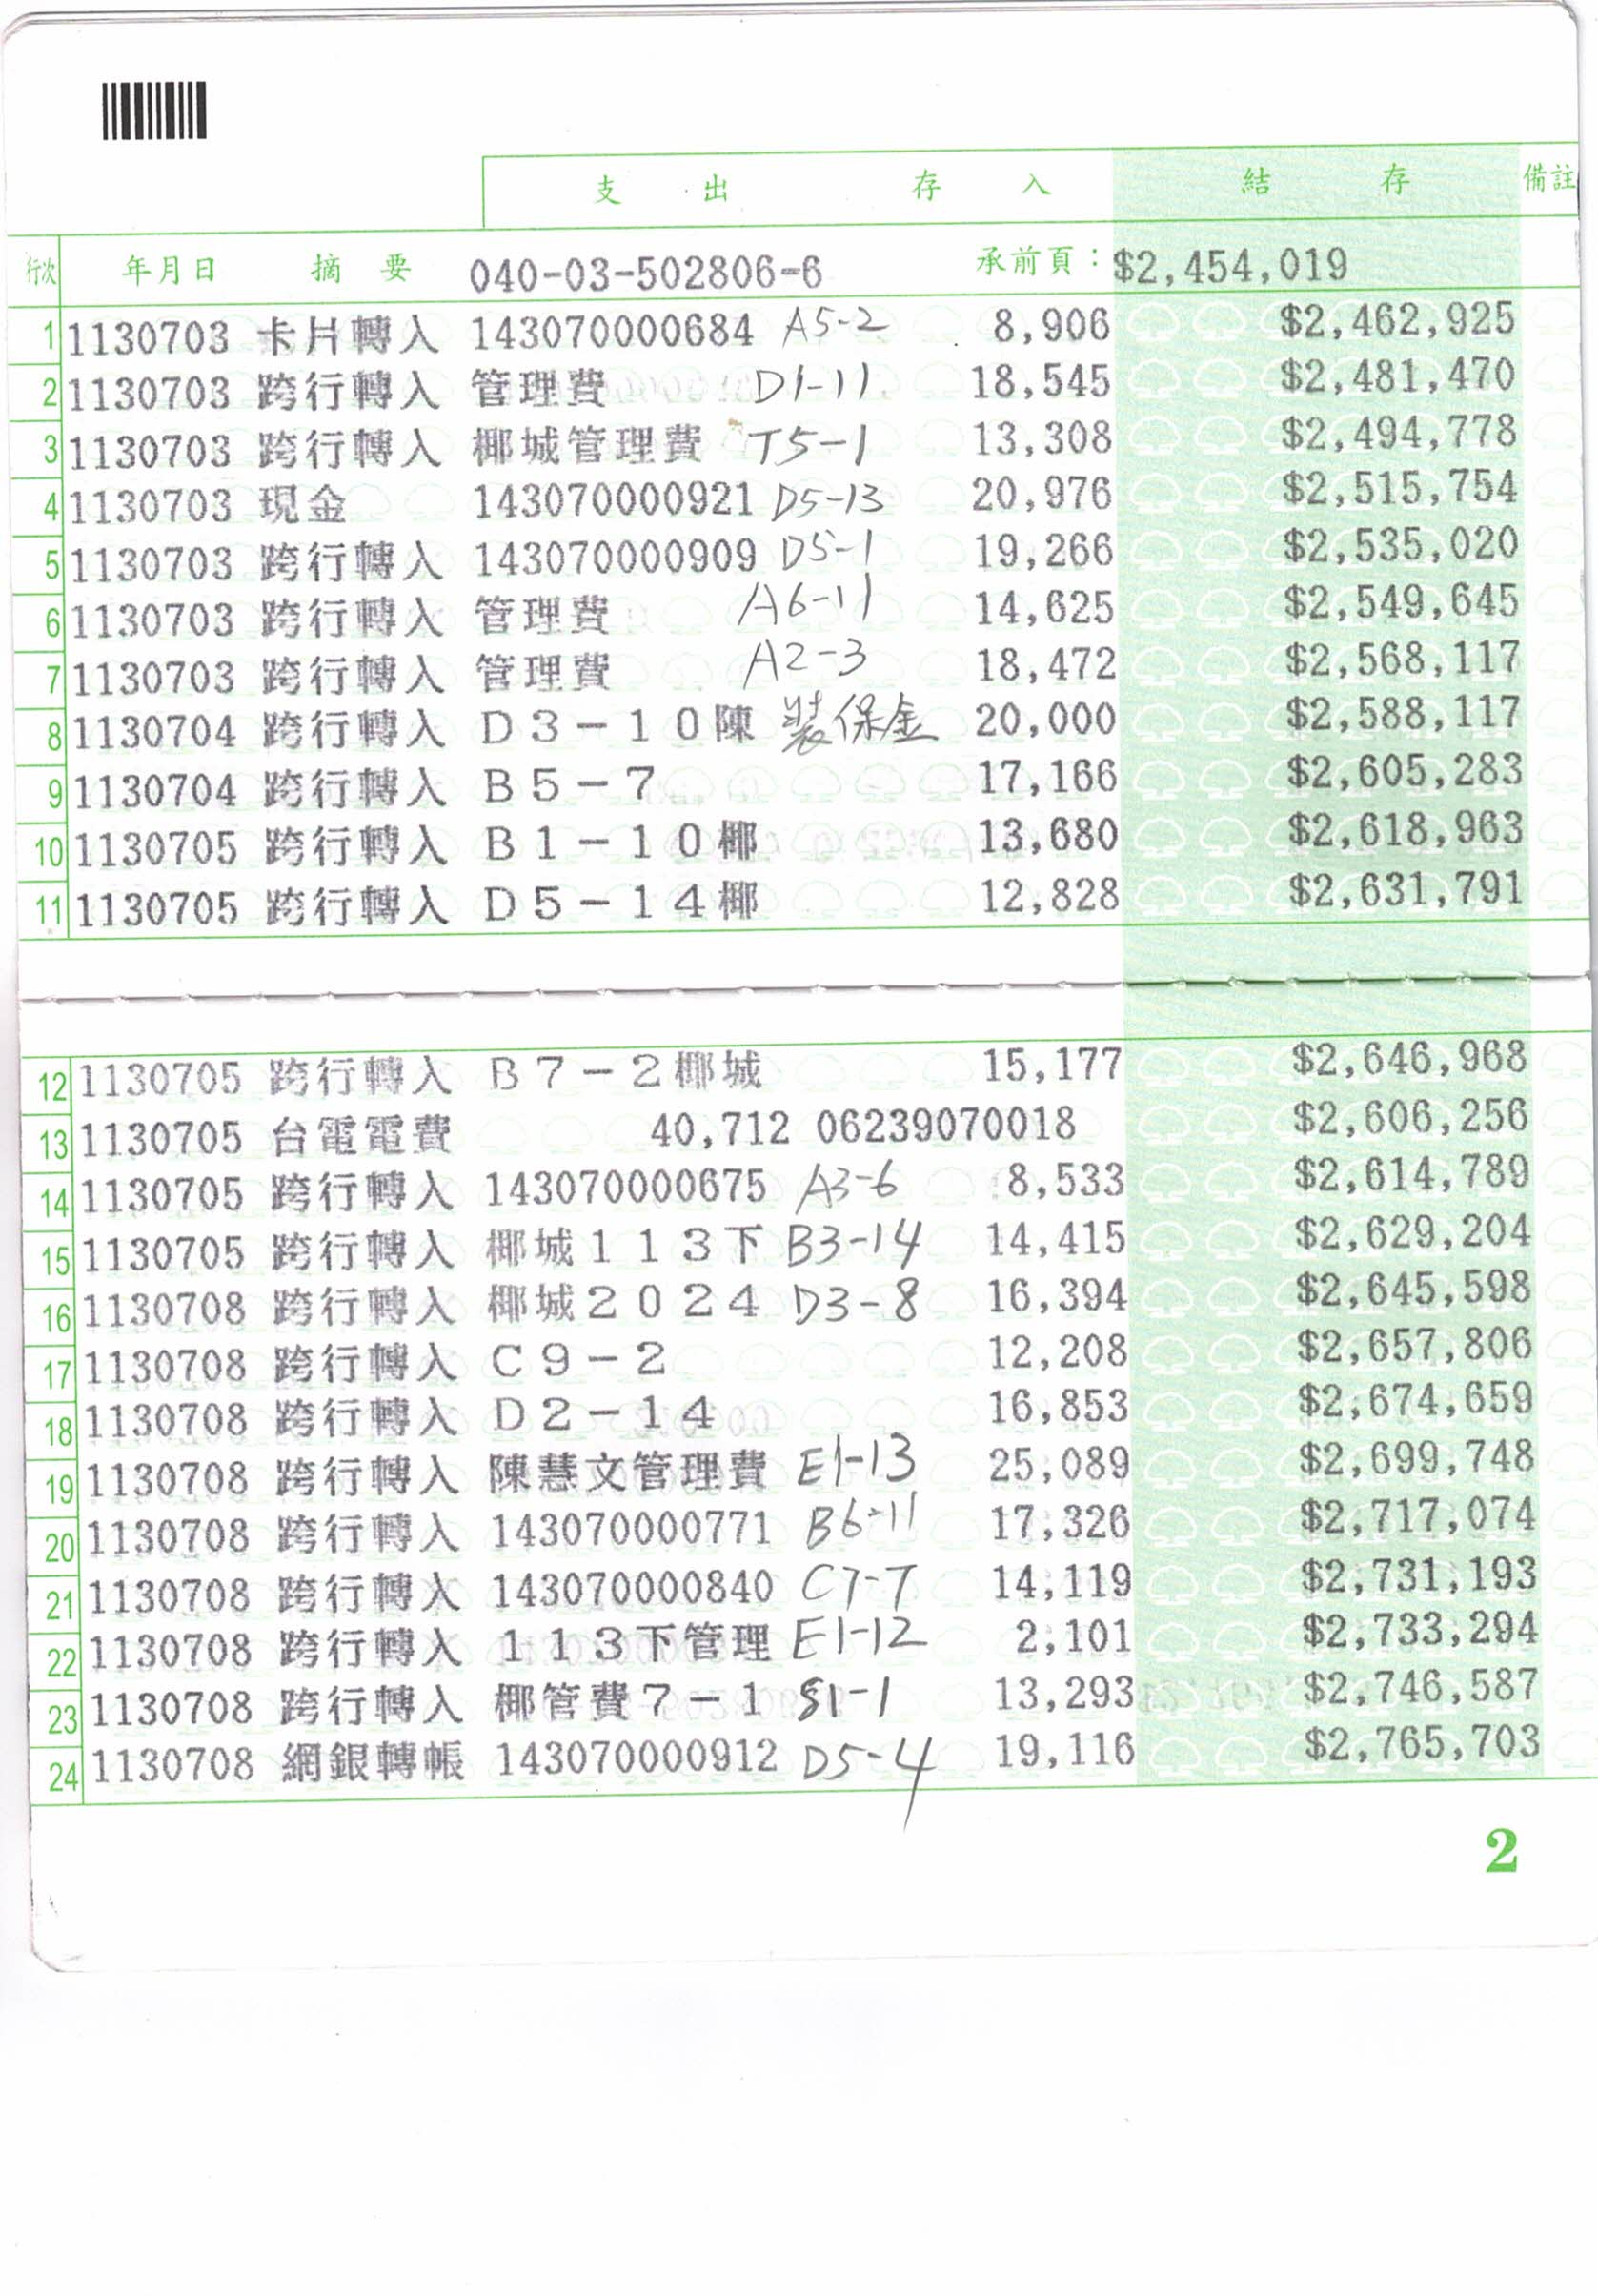 支出 存入 結存 備註
行次 年月日 摘要 040-03-502806-6 承前頁：$2,454,019
1 1130703 卡片轉入 143070000684 A5-2 8,906 $2,462,925
2 1130703 跨行轉入 管理費 D1-11 18,545 $2,481,470
3 1130703 跨行轉入 椰城管理費 T5-1 13,308 $2,494,778
4 1130703 現金 143070000921 D5-13 20,976 $2,515,754
5 1130703 跨行轉入 143070000909 D5-1 19,266 $2,535,020
6 1130703 跨行轉入 管理費 A6-11 14,625 $2,549,645
7 1130703 跨行轉入 管理費 A2-3 18,472 $2,568,117
8 1130704 跨行轉入 Ｄ３－１０陳 裝保金 20,000 $2,588,117
9 1130704 跨行轉入 Ｂ５－７ 17,166 $2,605,283
10 1130705 跨行轉入 Ｂ１－１０椰 13,680 $2,618,963
11 1130705 跨行轉入 Ｄ５－１４椰 12,828 $2,631,791
12 1130705 跨行轉入 Ｂ７－２椰城 15,177 $2,646,968
13 1130705 台電電費 40,712 06239070018 $2,606,256
14 1130705 跨行轉入 143070000675 A3-6 8,533 $2,614,789
15 1130705 跨行轉入 椰城１１３下 B3-14 14,415 $2,629,204
16 1130708 跨行轉入 椰城２０２４ D3-8 16,394 $2,645,598
17 1130708 跨行轉入 Ｃ９－２ 12,208 $2,657,806
18 1130708 跨行轉入 Ｄ２－１４ 16,853 $2,674,659
19 1130708 跨行轉入 陳慧文管理費 E1-13 25,089 $2,699,748
20 1130708 跨行轉入 143070000771 B6-11 17,326 $2,717,074
21 1130708 跨行轉入 143070000840 C7-7 14,119 $2,731,193
22 1130708 跨行轉入 １１３下管理 E1-12 2,101 $2,733,294
23 1130708 跨行轉入 椰管費７－１ S1-1 13,293 $2,746,587
24 1130708 網銀轉帳 143070000912 D5-4 19,116 $2,765,703
2